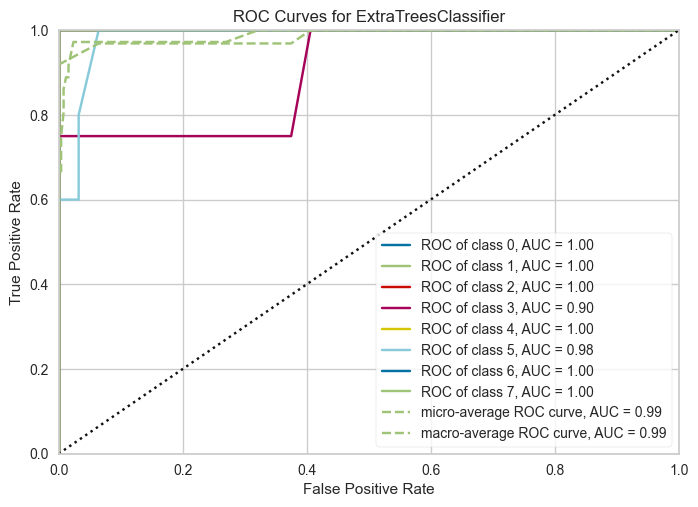 ROC Curves for ExtraTreesClassifier
True Positive Rate
1.0
0.8
0.6
0.4
0.2
0.0
ROC of class 0, AUC = 1.00
ROC of class 1, AUC = 1.00
ROC of class 2, AUC = 1.00
ROC of class 3, AUC = 0.90
ROC of class 4, AUC = 1.00
ROC of class 5, AUC = 0.98
ROC of class 6, AUC = 1.00
ROC of class 7, AUC = 1.00
micro-average ROC curve, AUC = 0.99
macro-average ROC curve, AUC = 0.99
0.0 0.2 0.4 0.6 0.8 1.0
False Positive Rate